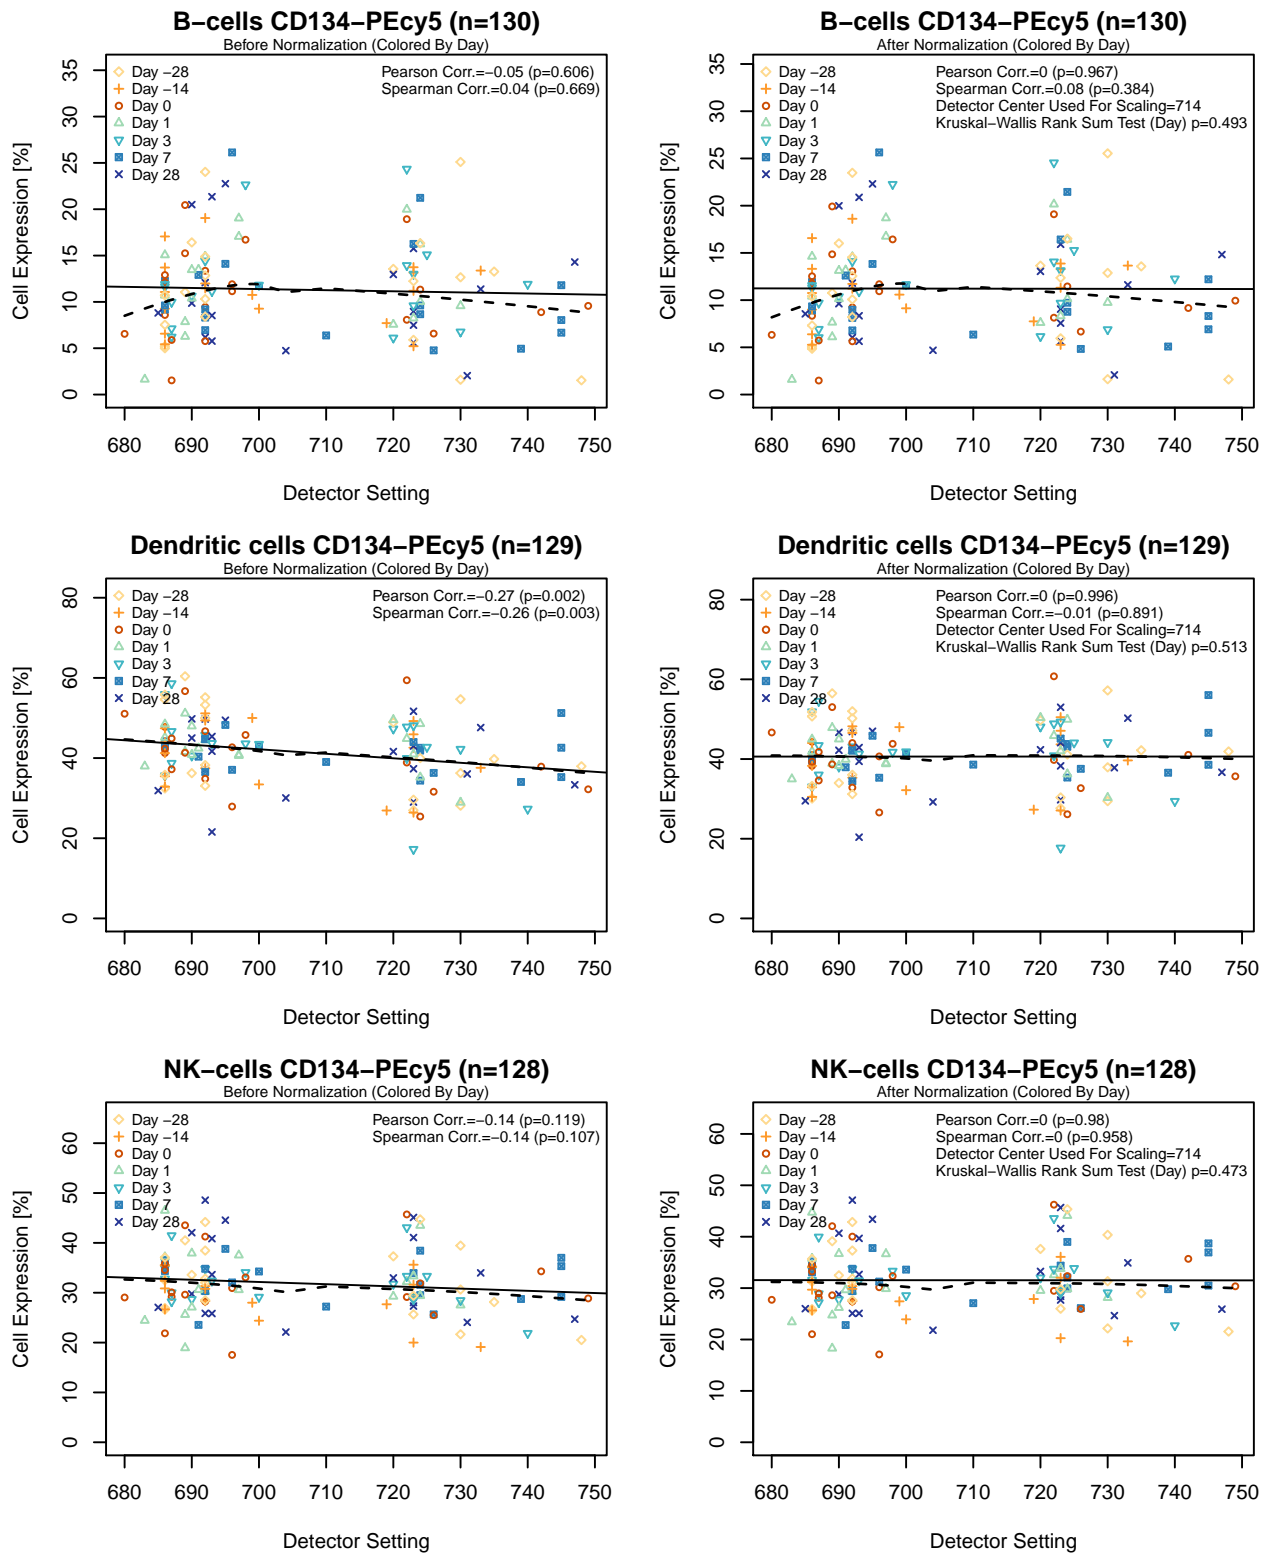 B−cells CD134−PEcy5 (n=130)
Before Normalization (Colored By Day)
Cell Expression [%]
35
30
25
20
15
10
5
0
Day −28
Day −14
Day 0
Day 1
Day 3
Day 7
Day 28
Pearson Corr.=−0.05 (p=0.606)
Spearman Corr.=0.04 (p=0.669)
680 690 700 710 720 730 740 750
Detector Setting
B−cells CD134−PEcy5 (n=130)
After Normalization (Colored By Day)
Cell Expression [%]
35
30
25
20
15
10
5
0
Day −28
Day −14
Day 0
Day 1
Day 3
Day 7
Day 28
Pearson Corr.=0 (p=0.967)
Spearman Corr.=0.08 (p=0.384)
Detector Center Used For Scaling=714
Kruskal−Wallis Rank Sum Test (Day) p=0.493
680 690 700 710 720 730 740 750
Detector Setting
Dendritic cells CD134−PEcy5 (n=129)
Before Normalization (Colored By Day)
Cell Expression [%]
80
60
40
20
0
Day −28
Day −14
Day 0
Day 1
Day 3
Day 7
Day 28
Pearson Corr.=−0.27 (p=0.002)
Spearman Corr.=−0.26 (p=0.003)
680 690 700 710 720 730 740 750
Detector Setting
Dendritic cells CD134−PEcy5 (n=129)
After Normalization (Colored By Day)
Cell Expression [%]
80
60
40
20
0
Day −28
Day −14
Day 0
Day 1
Day 3
Day 7
Day 28
Pearson Corr.=0 (p=0.996)
Spearman Corr.=−0.01 (p=0.891)
Detector Center Used For Scaling=714
Kruskal−Wallis Rank Sum Test (Day) p=0.513
680 690 700 710 720 730 740 750
Detector Setting
NK−cells CD134−PEcy5 (n=128)
Before Normalization (Colored By Day)
Cell Expression [%]
60
50
40
30
20
10
0
Day −28
Day −14
Day 0
Day 1
Day 3
Day 7
Day 28
Pearson Corr.=−0.14 (p=0.119)
Spearman Corr.=−0.14 (p=0.107)
680 690 700 710 720 730 740 750
Detector Setting
NK−cells CD134−PEcy5 (n=128)
After Normalization (Colored By Day)
Cell Expression [%]
60
50
40
30
20
10
0
Day −28
Day −14
Day 0
Day 1
Day 3
Day 7
Day 28
Pearson Corr.=0 (p=0.98)
Spearman Corr.=0 (p=0.958)
Detector Center Used For Scaling=714
Kruskal−Wallis Rank Sum Test (Day) p=0.473
680 690 700 710 720 730 740 750
Detector Setting